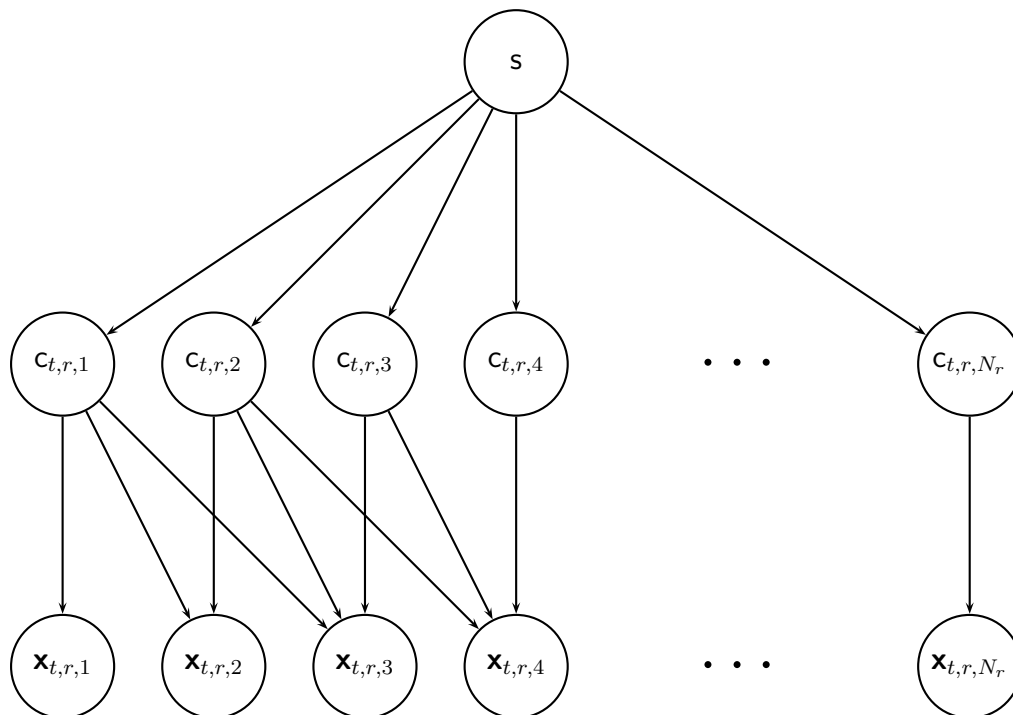 s
c_{t,r,1} c_{t,r,2} c_{t,r,3} c_{t,r,4} · · · c_{t,r,N_r}
x_{t,r,1} x_{t,r,2} x_{t,r,3} x_{t,r,4} · · · x_{t,r,N_r}